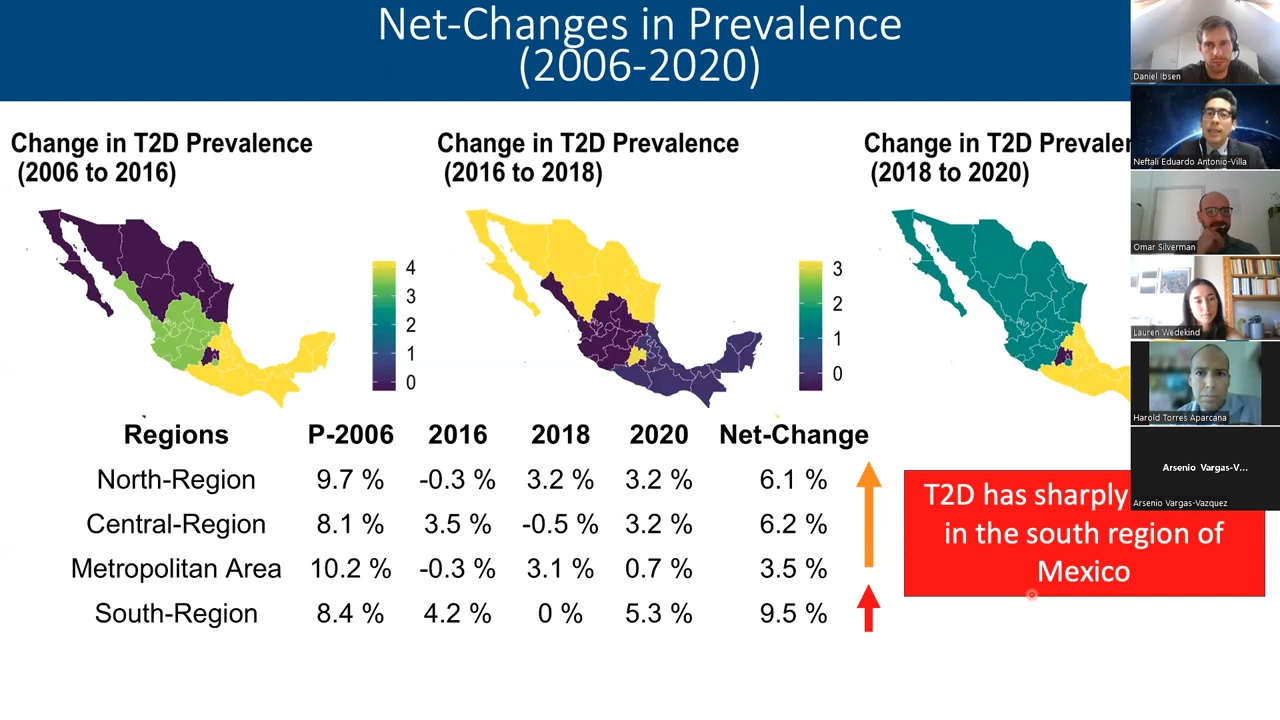 Net-Changes in Prevalence
(2006-2020)
Change in T2D Prevalence
(2006 to 2016)
4
3
2
1
0
Change in T2D Prevalence
(2016 to 2018)
3
2
1
0
Change in T2D
(2018 to 2020)
Regions P-2006 2016 2018 2020 Net-Change
North-Region 9.7 % -0.3 % 3.2 % 3.2 % 6.1 %
Central-Region 8.1 % 3.5 % -0.5 % 3.2 % 6.2 %
Metropolitan Area 10.2 % -0.3 % 3.1 % 0.7 % 3.5 %
South-Region 8.4 % 4.2 % 0 % 5.3 % 9.5 %
T2D has sharply
in the south region of
Mexico
Daniel Ibsen
Neftali Eduardo Antonio-Villa
Omar Silverman
Lauren Wedekind
Harold Torres Aparcana
Arsenio Vargas-V...
Arsenio Vargas-Vazquez